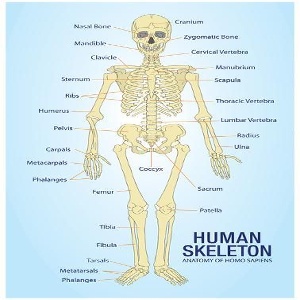 Cranium
Nasal Bone
Zygomatic Bone
Mandible
Cervical Vertebra
Clavicle
Manubrium
Sternum
Scapula
Ribs
Thoracic Vertebra
Humerus
Lumbar Vertebra
Pelvis
Radius
Carpals
Ulna
Metacarpals
Coccyx
Phalanges
Sacrum
Femur
Patella
Tibia
HUMAN
SKELETON
Fibula
ANATOMY OF HOMO SAPIENS
Tarsals
Metatarsals
Phalanges